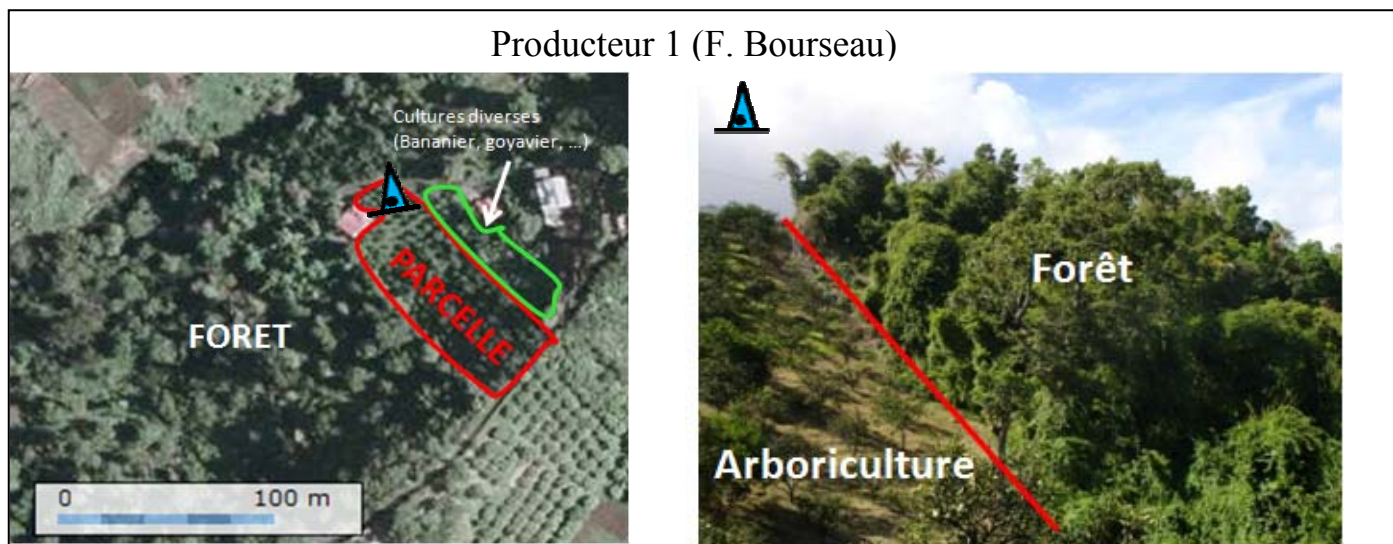 Producteur 1 (F. Bourseau)
Cultures diverses
(Bananier, goyavier, ...)
PARCELLE
FORET
0 100 m
Forêt
Arboriculture